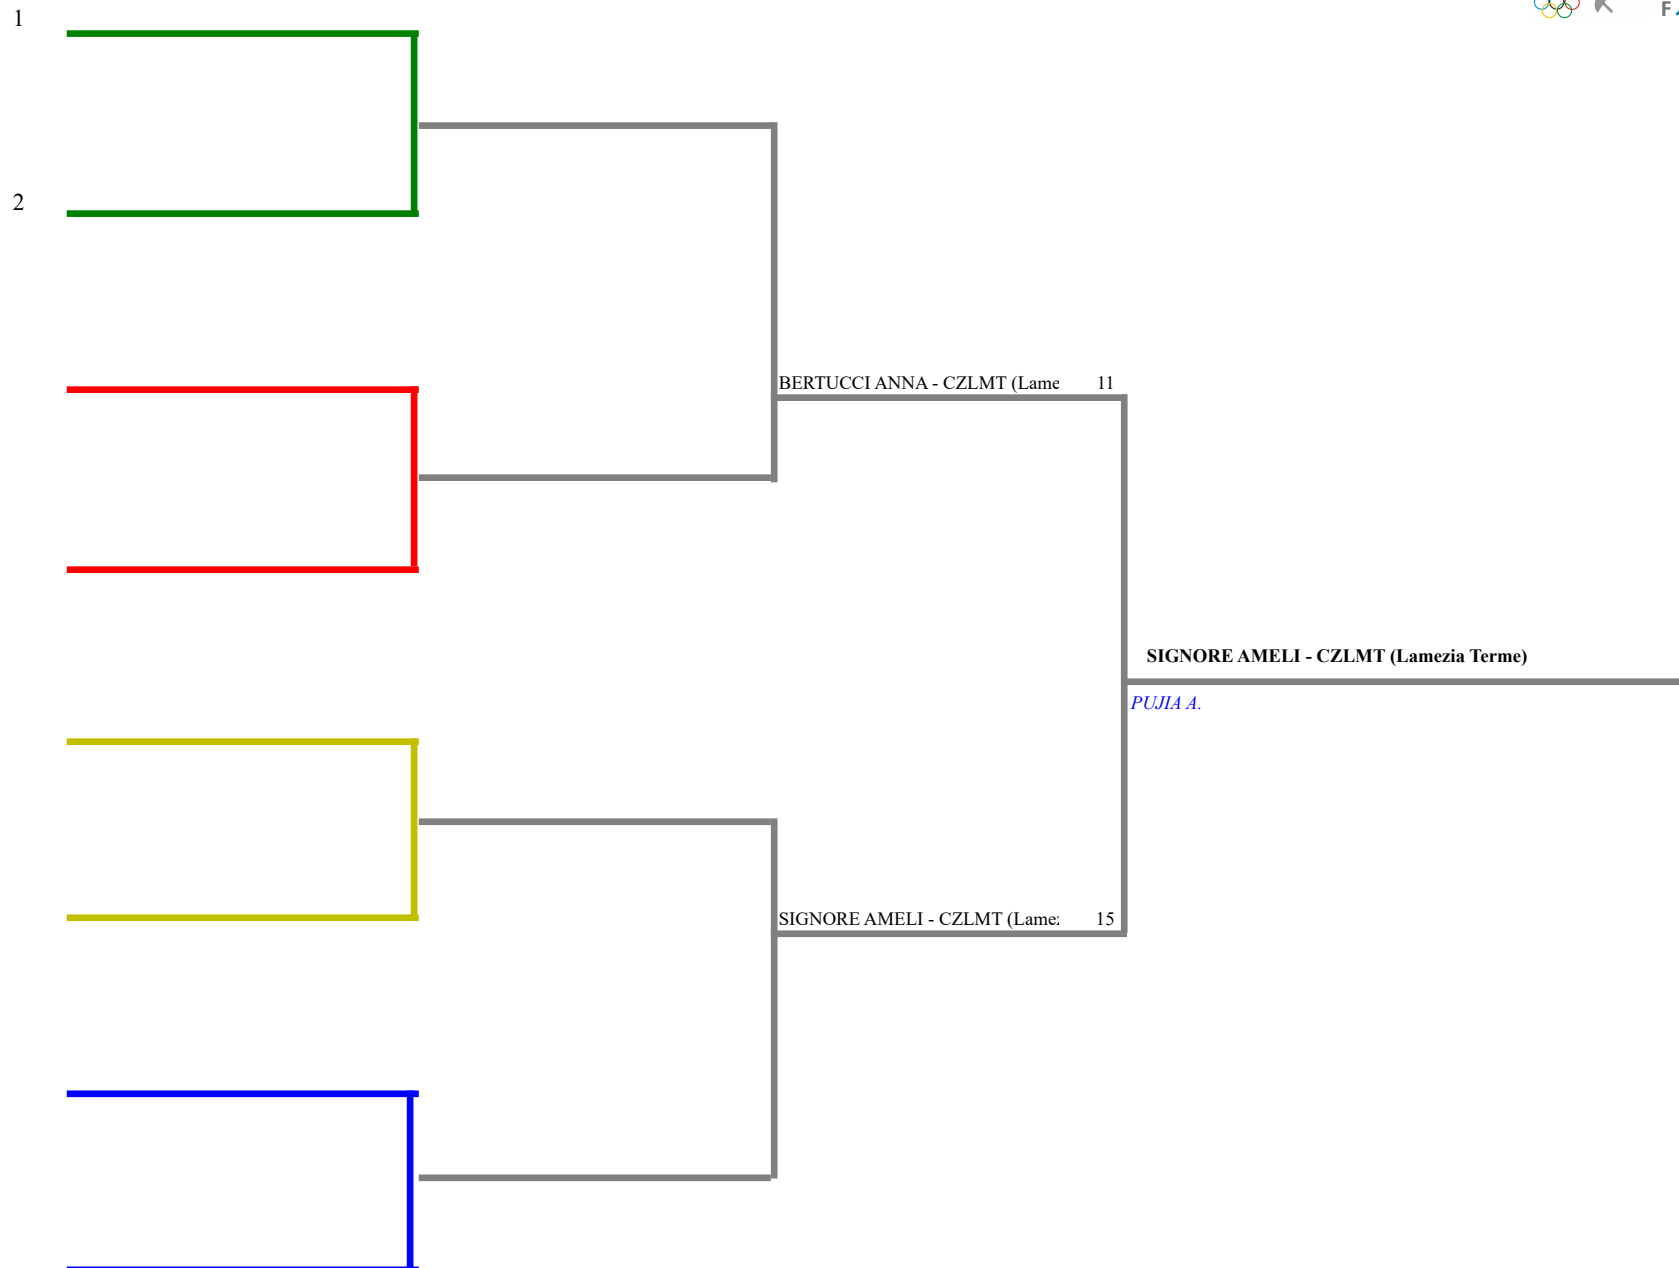 1
F
2
BERTUCCI ANNA - CZLMT (Lame 11
SIGNORE AMELI - CZLMT (Lamezia Terme)
PUJIA A.
SIGNORE AMELI - CZLMT (Lame 15